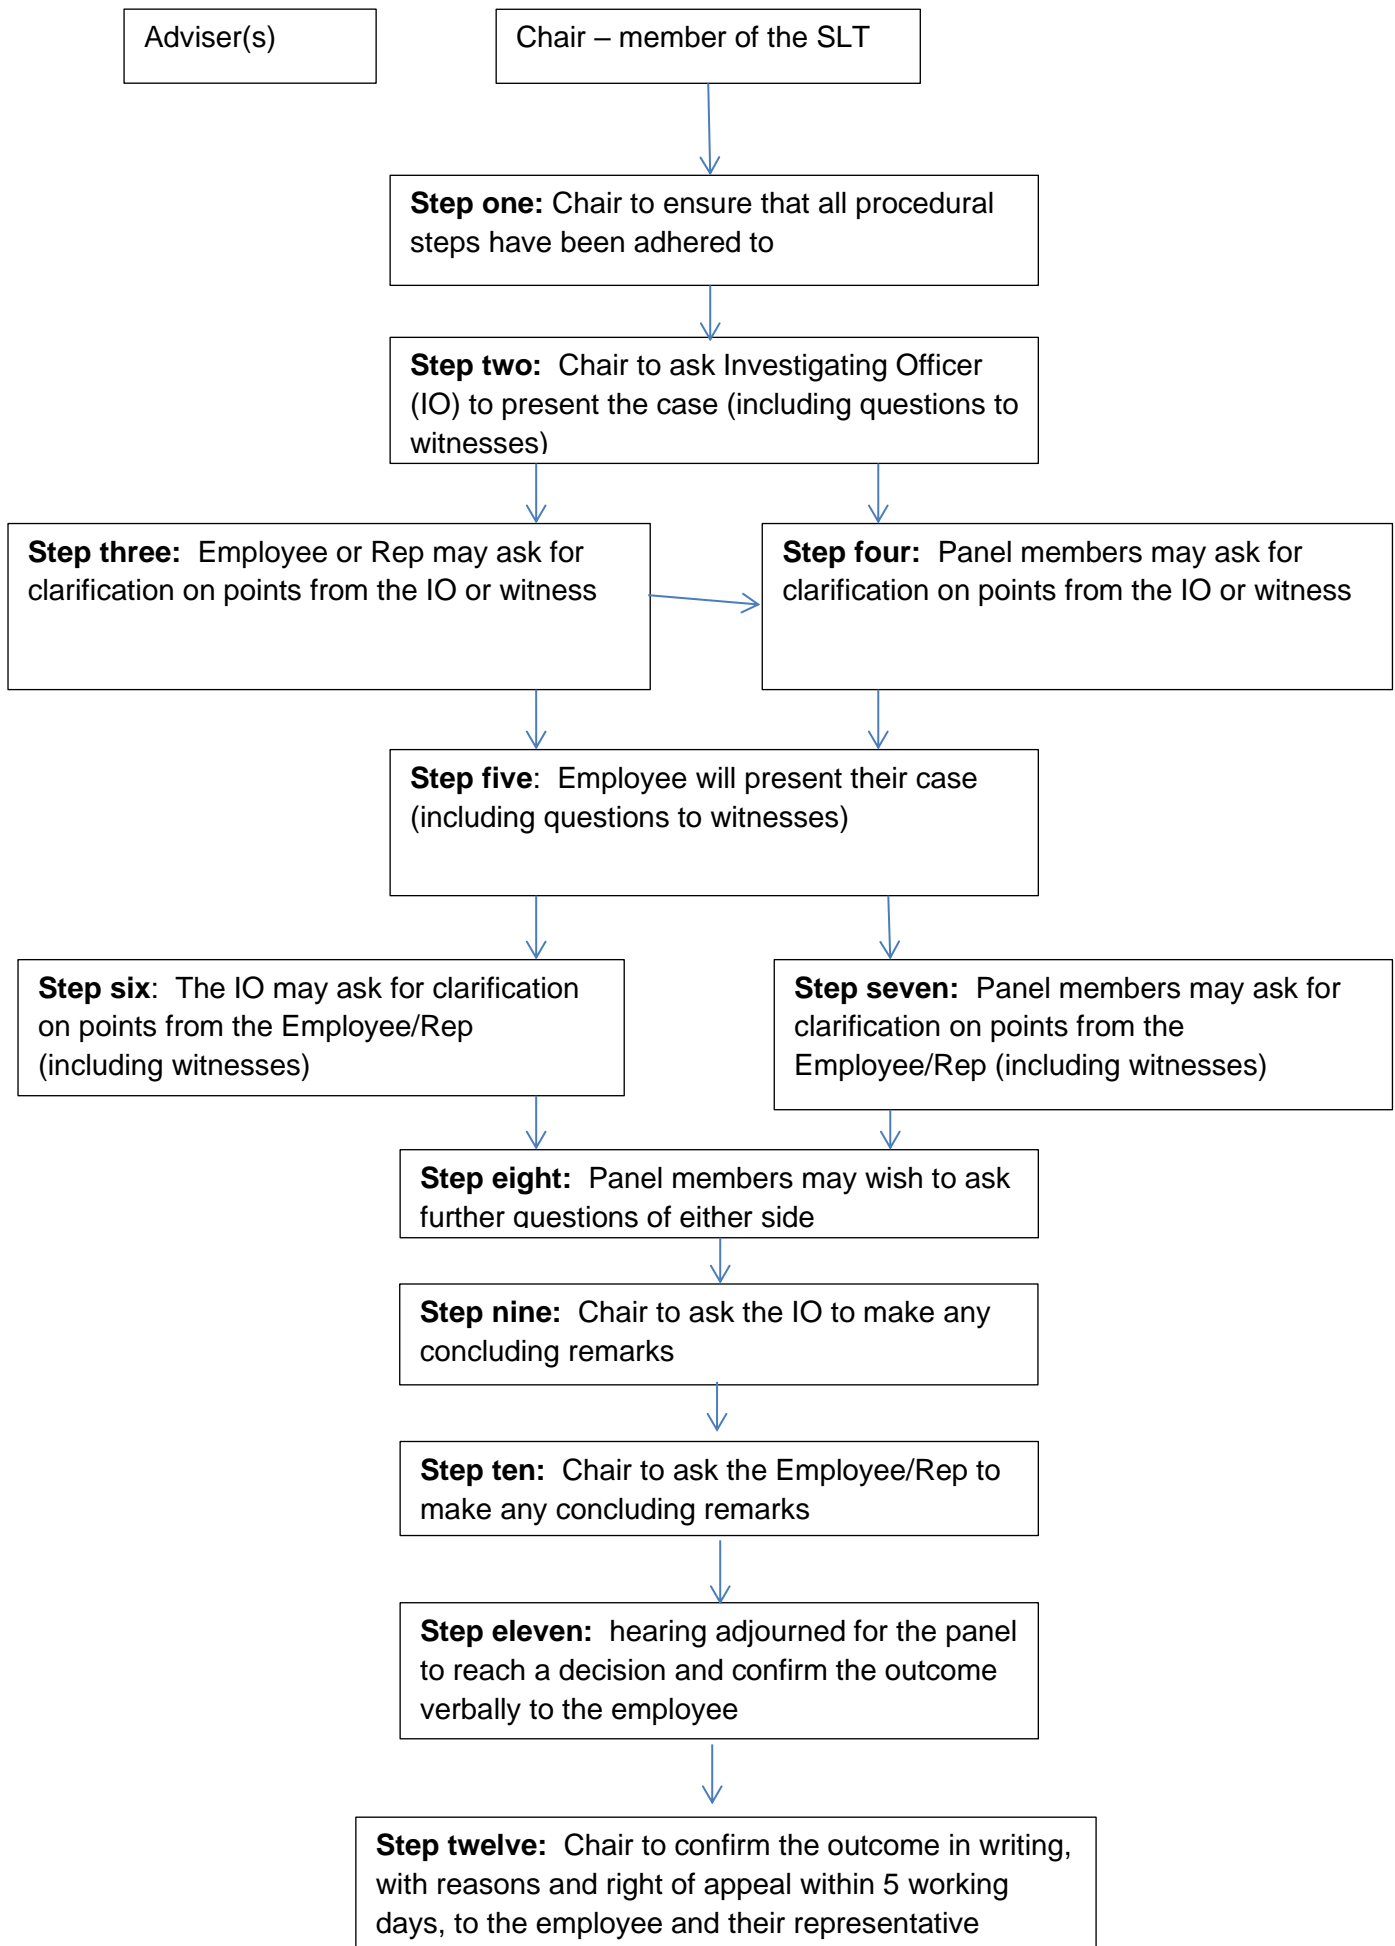 Adviser(s)
Chair – member of the SLT
Step one: Chair to ensure that all procedural
steps have been adhered to
Step two: Chair to ask Investigating Officer
(IO) to present the case (including questions to
witnesses)
Step three: Employee or Rep may ask for
clarification on points from the IO or witness
Step four: Panel members may ask for
clarification on points from the IO or witness
Step five: Employee will present their case
(including questions to witnesses)
Step six: The IO may ask for clarification
on points from the Employee/Rep
(including witnesses)
Step seven: Panel members may ask for
clarification on points from the
Employee/Rep (including witnesses)
Step eight: Panel members may wish to ask
further questions of either side
Step nine: Chair to ask the IO to make any
concluding remarks
Step ten: Chair to ask the Employee/Rep to
make any concluding remarks
Step eleven: hearing adjourned for the panel
to reach a decision and confirm the outcome
verbally to the employee
Step twelve: Chair to confirm the outcome in writing,
with reasons and right of appeal within 5 working
days, to the employee and their representative